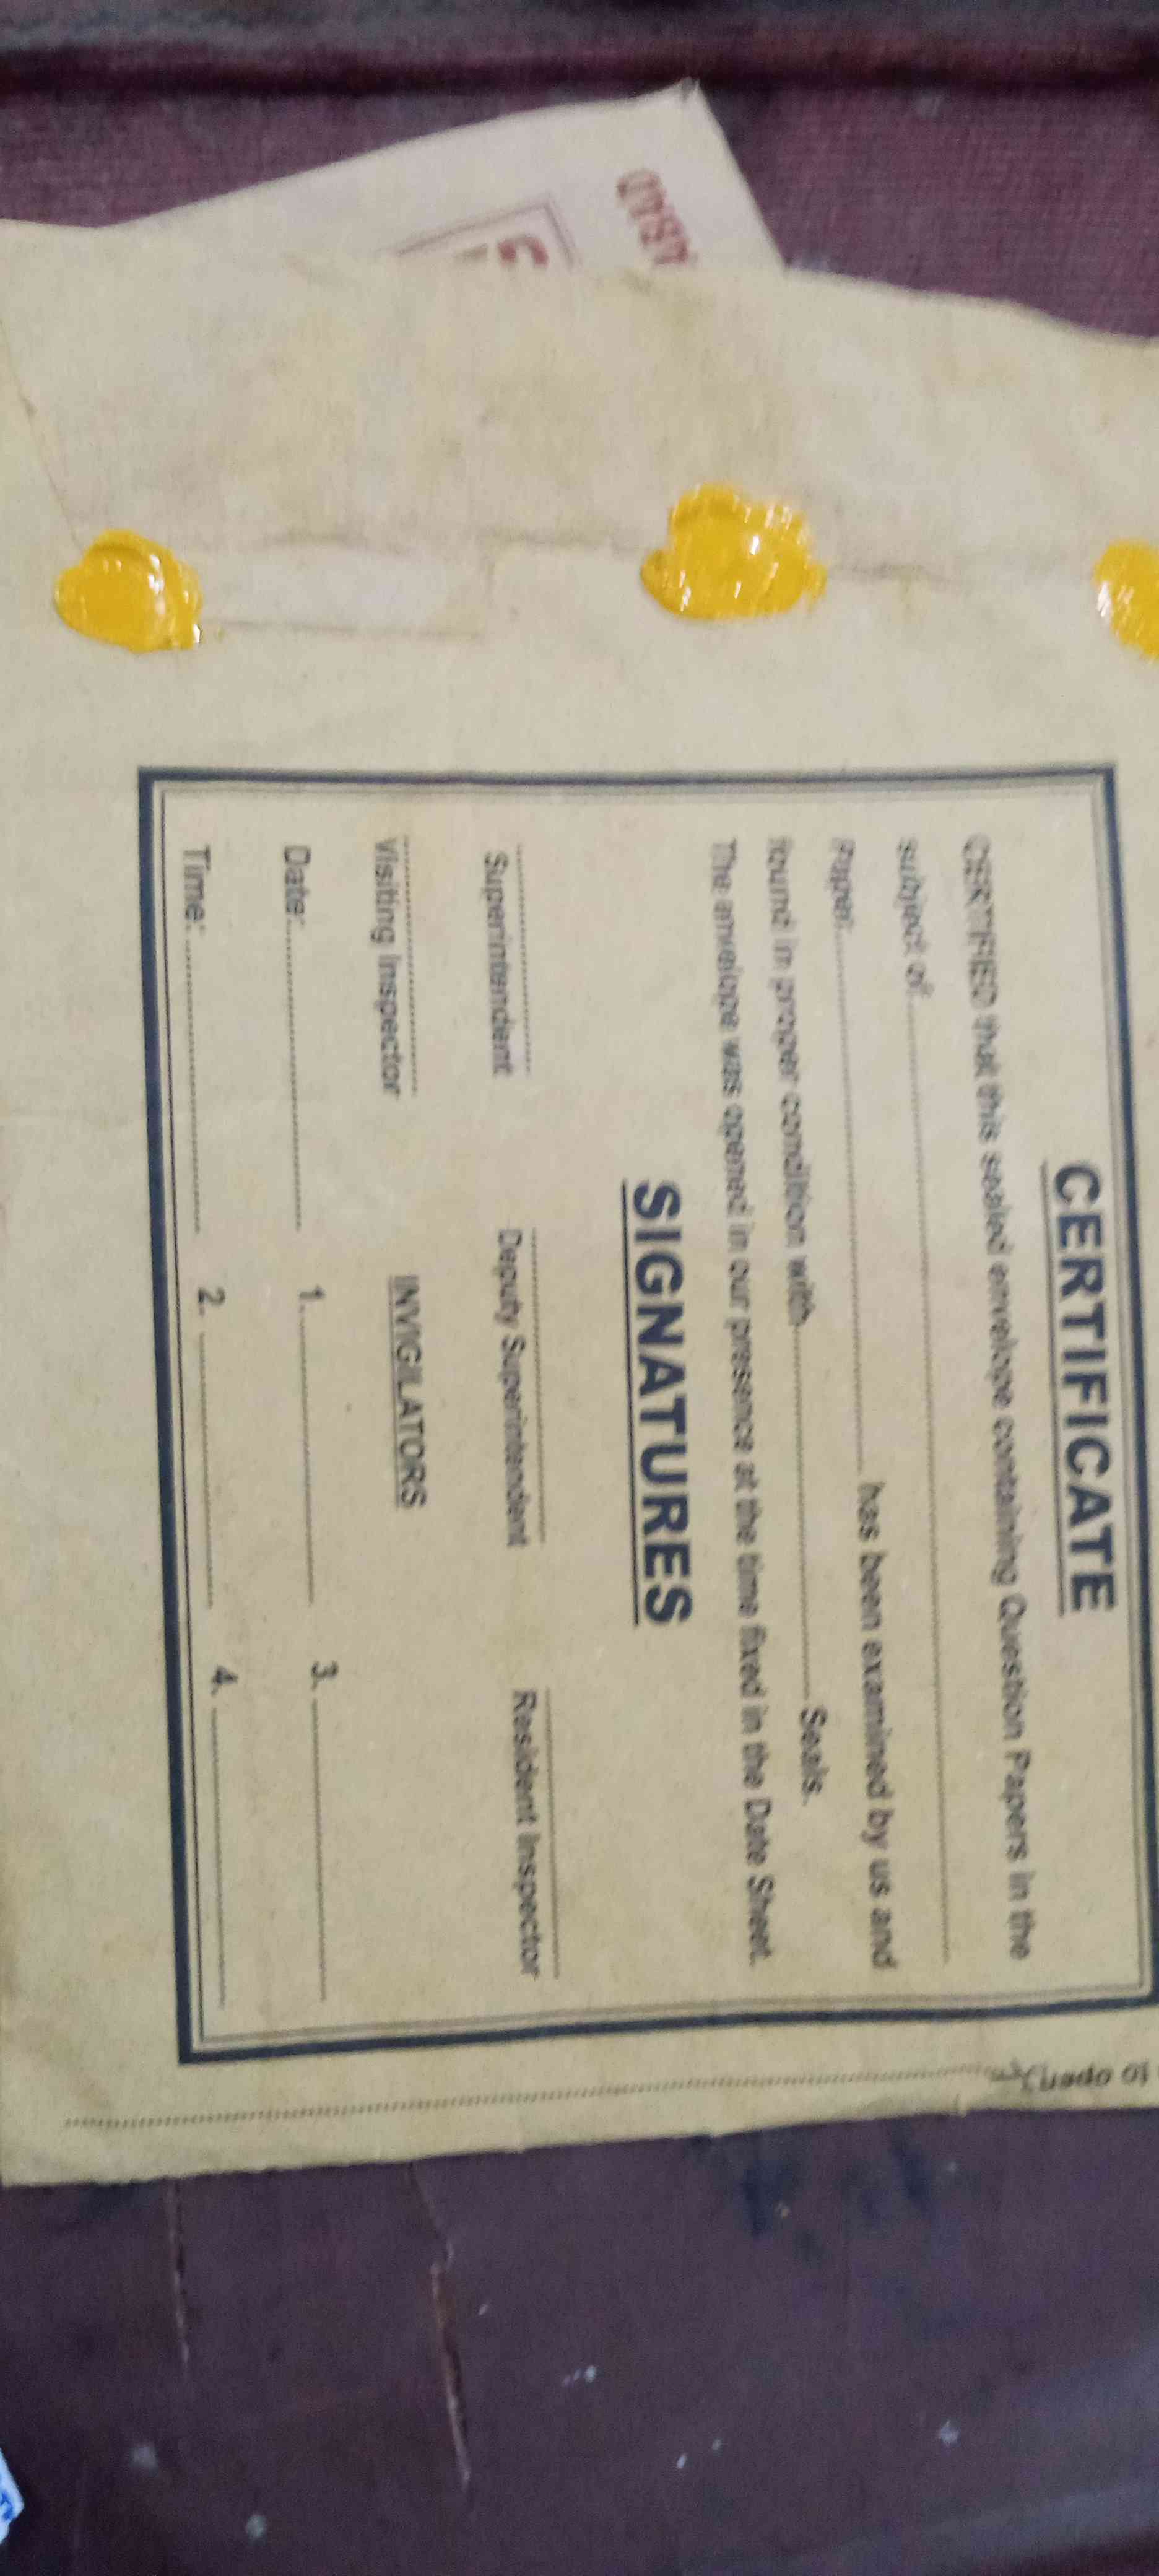 CERTIFICATE
CERTIFIED that this sealed envelope containing Question Papers in the
subject of
Paper has been examined by us and
found in proper condition with Seals.
The envelope was opened in our presence at the time fixed in the Date Sheet.
SIGNATURES
Superintendent Deputy Superintendent Resident Inspector
Visiting Inspector INVIGILATORS
Date: 1. 3.
Time: 2. 4.
to open